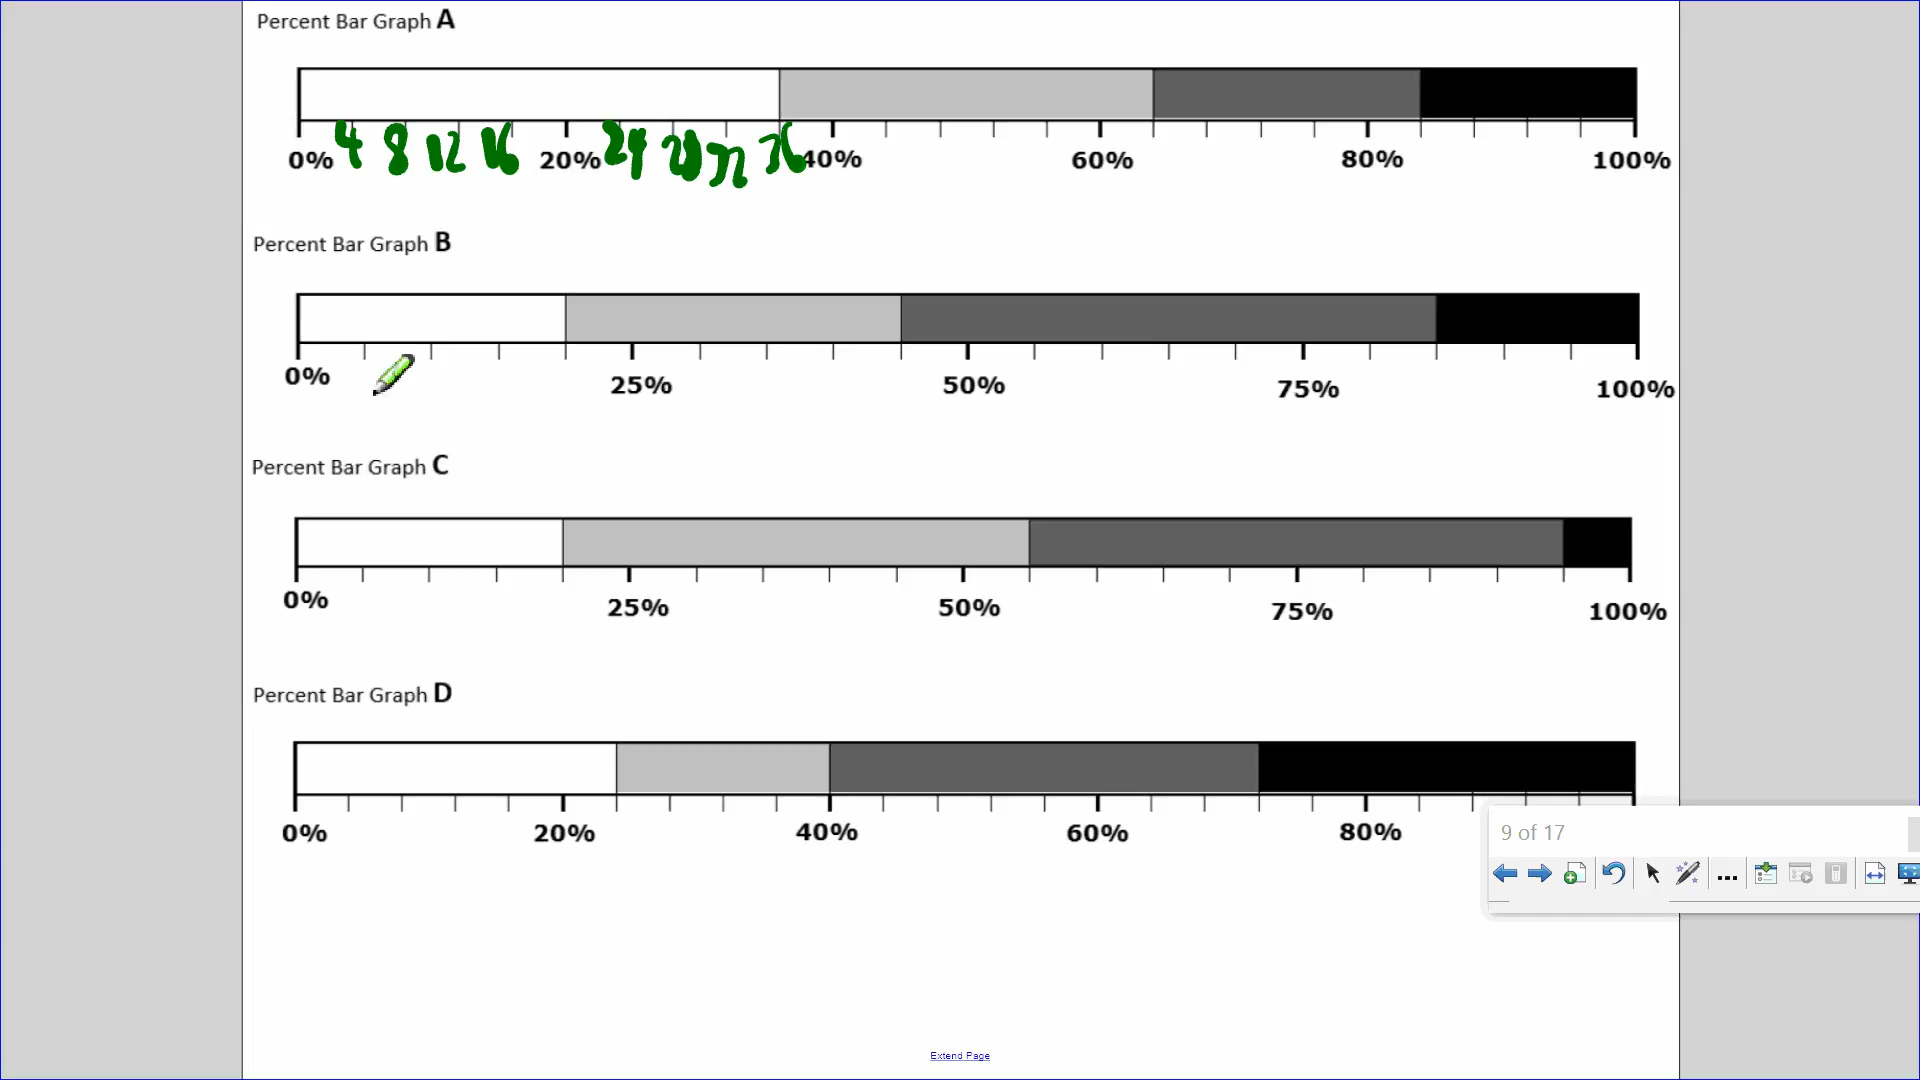 Percent Bar Graph A
4 8 12 16 24 28 32 36
0% 20% 40% 60% 80% 100%
Percent Bar Graph B
0% 25% 50% 75% 100%
Percent Bar Graph C
0% 25% 50% 75% 100%
Percent Bar Graph D
0% 20% 40% 60% 80%
9 of 17
Extend Page